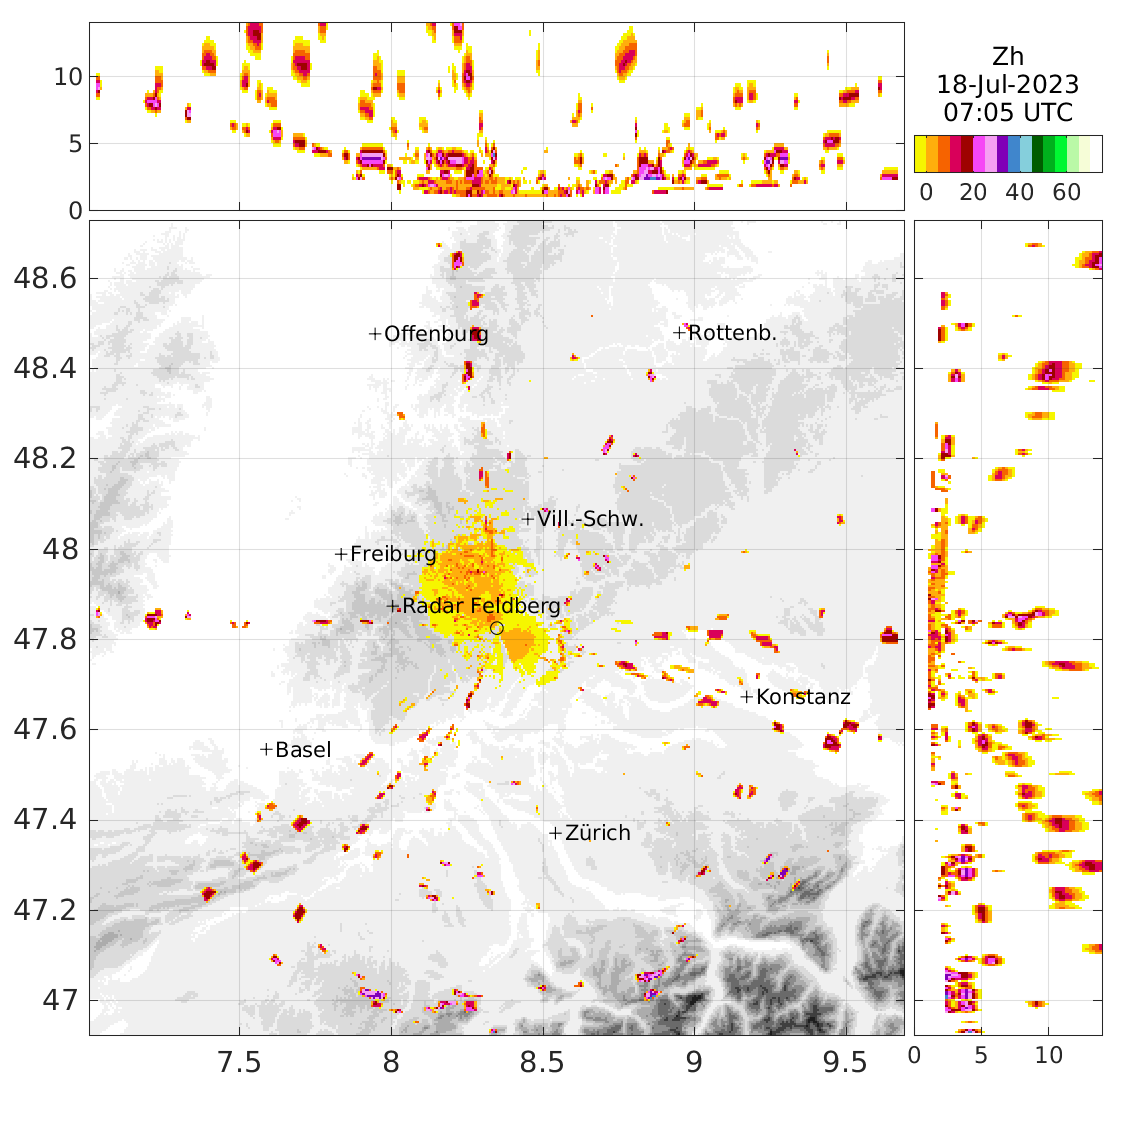 Zh
18-Jul-2023
07:05 UTC
0 20 40 60
10
5
0
48.6
48.4
48.2
48
47.8
47.6
47.4
47.2
47
+Offenburg
+Rottenb.
+Vill.-Schw.
+Freiburg
+Radar Feldberg
+Konstanz
+Basel
+Zürich
7.5 8 8.5 9 9.5
0 5 10